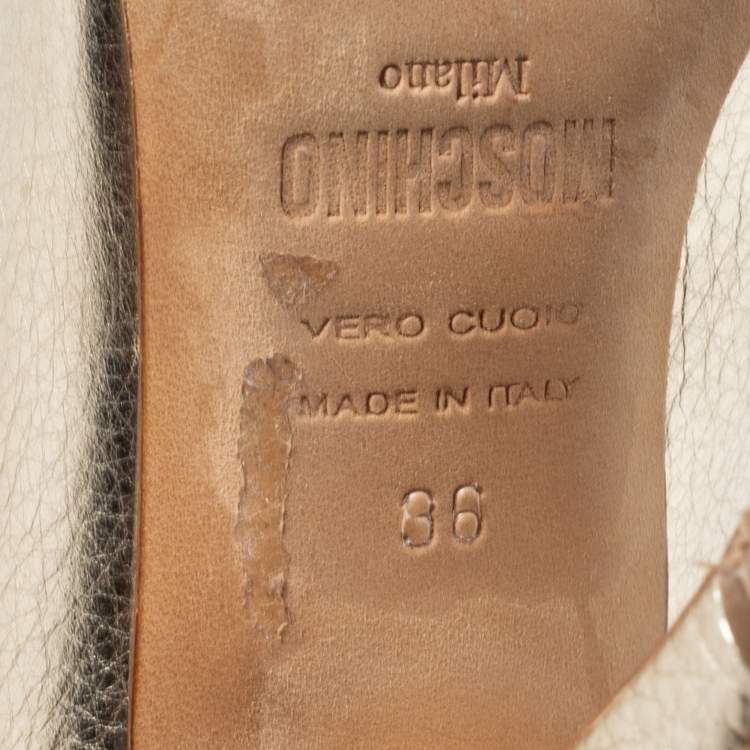 MOSCHINO
Milano
VERO CUOIO
MADE IN ITALY
36